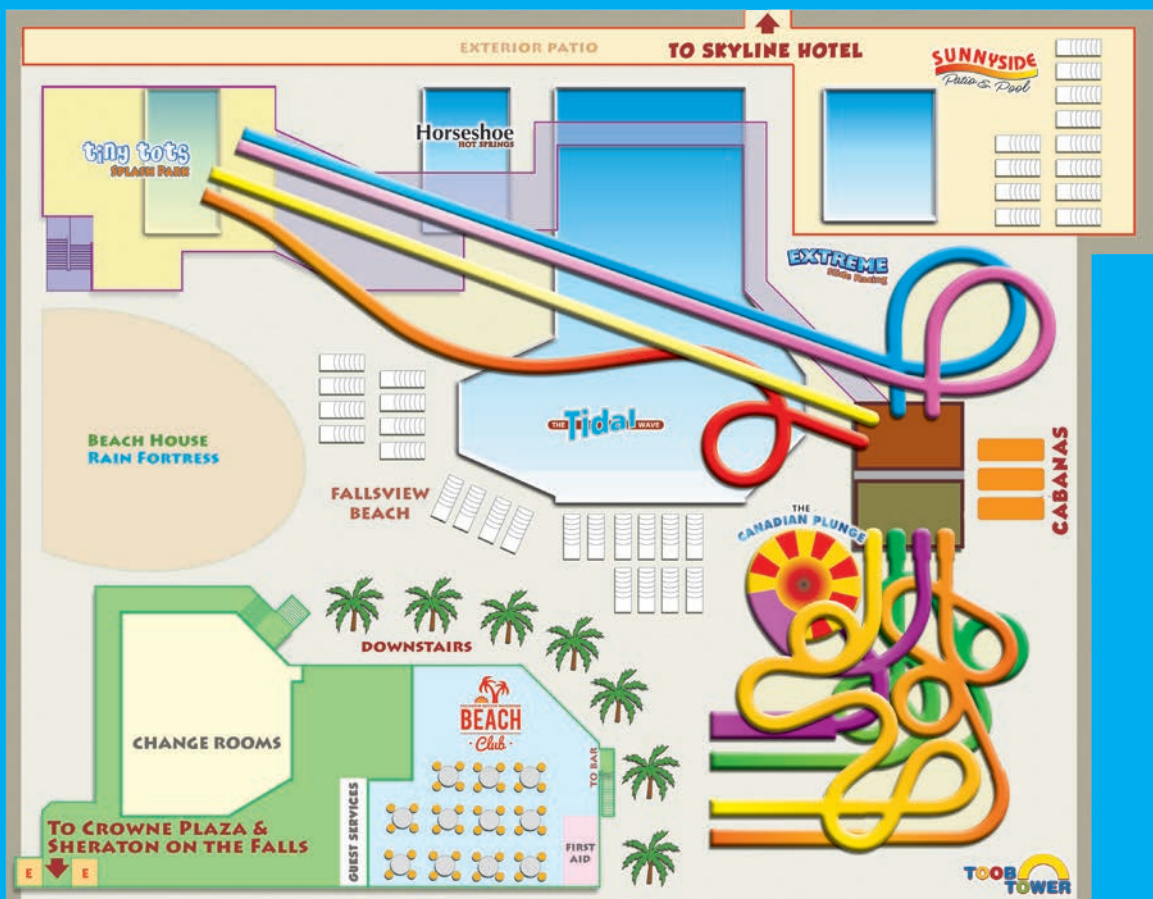 EXTERIOR PATIO
TO SKYLINE HOTEL
SUNNYSIDE
Patio & Pool
tiny tots
SPLASH PARK
Horseshoe
HOT SPRINGS
EXTREME
Slide Racing
BEACH HOUSE
RAIN FORTRESS
THE Tidal WAVE
FALLSVIEW
BEACH
CABANAS
THE
CANADIAN PLUNGE
DOWNSTAIRS
CHANGE ROOMS
BEACH
Club
TO BAR
GUEST SERVICES
FIRST
AID
TO CROWNE PLAZA &
SHERATON ON THE FALLS
E
E
TOOB
TOWER